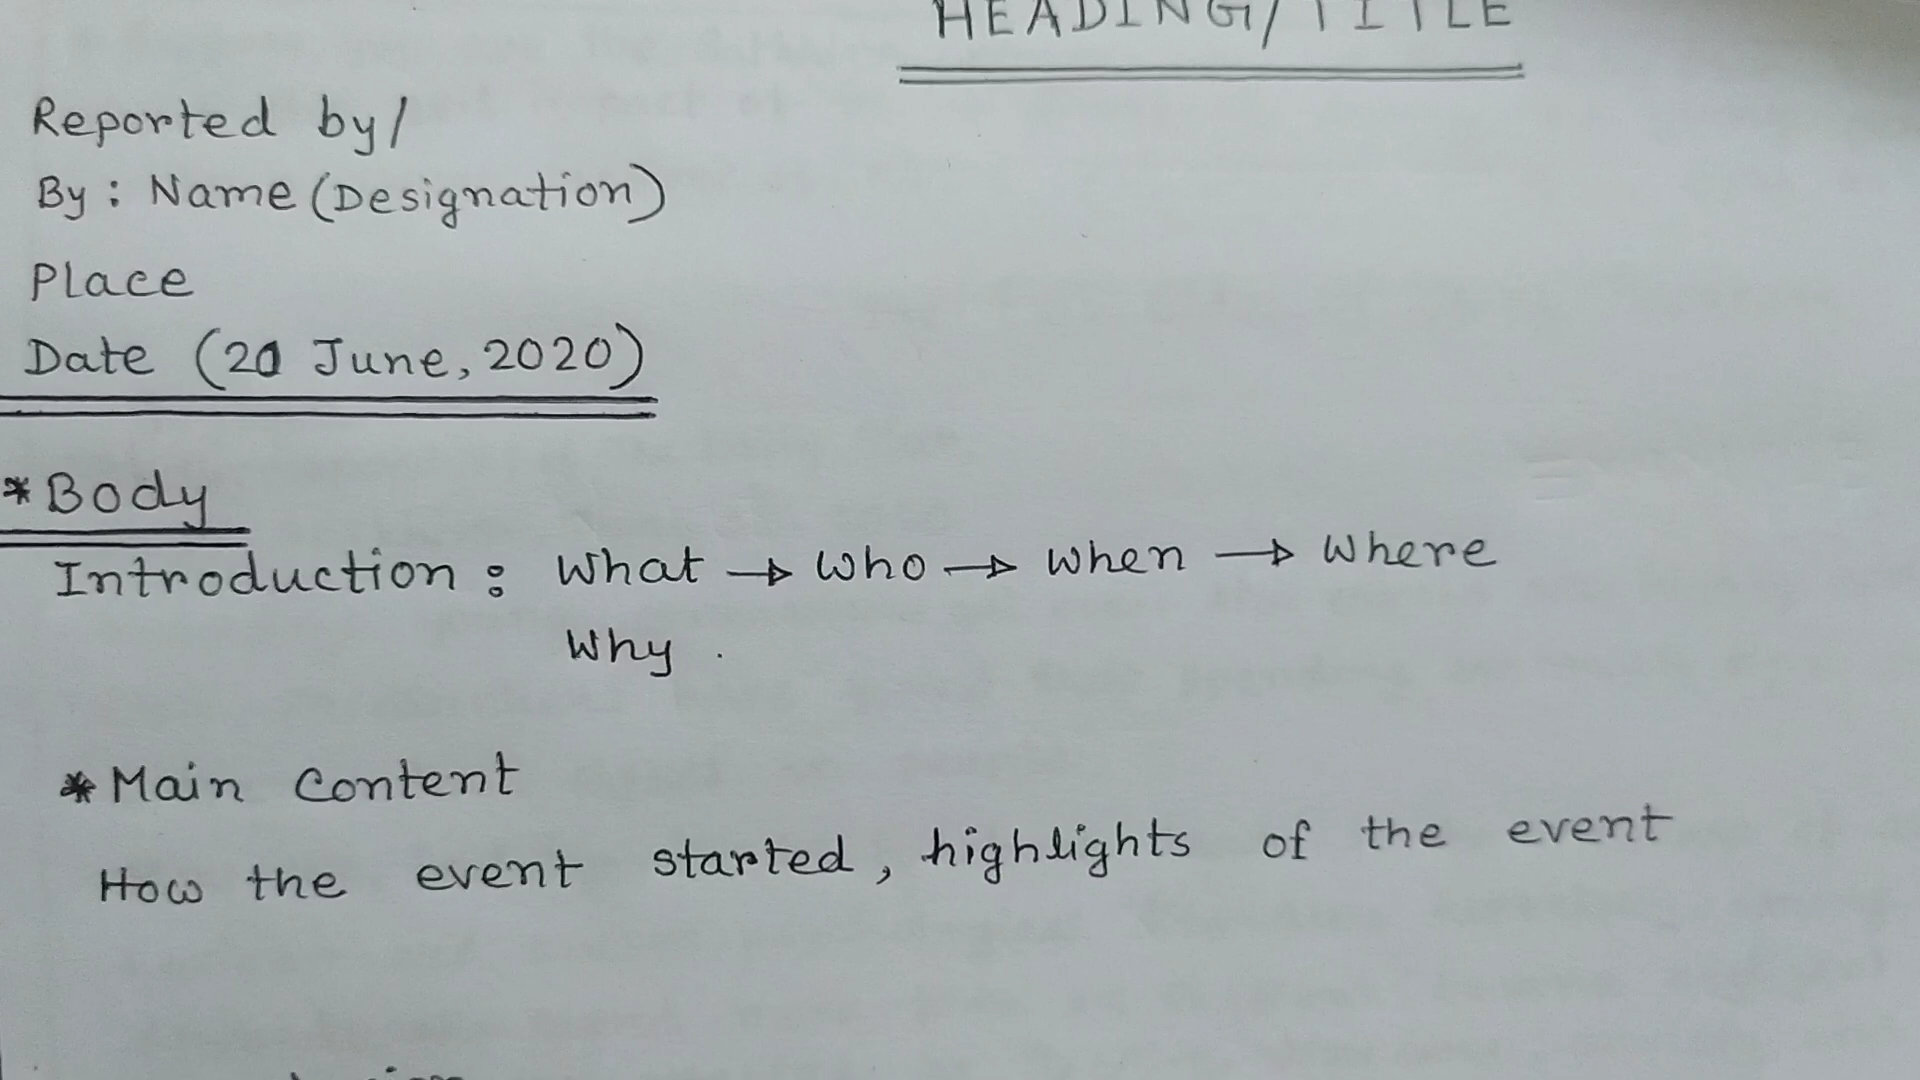 HEADING/TITLE
Reported by/
By : Name (Designation)
Place
Date (20 June, 2020)
* Body
Introduction : What → Who → When → Where
Why .
* Main Content
How the event started, highlights of the event